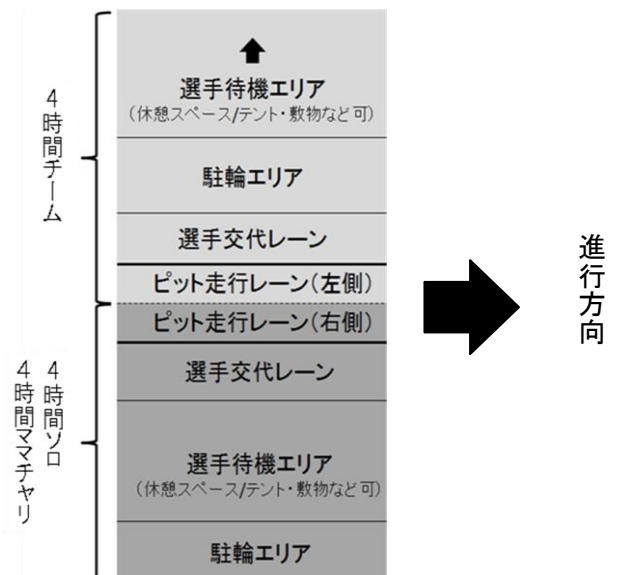 4時間チーム
選手待機エリア
（休憩スペース/テント・敷物など可）
駐輪エリア
選手交代レーン
ピット走行レーン（左側）
ピット走行レーン（右側）
選手交代レーン
選手待機エリア
（休憩スペース/テント・敷物など可）
駐輪エリア
4時間ソロ
4時間ママチャリ
進行方向